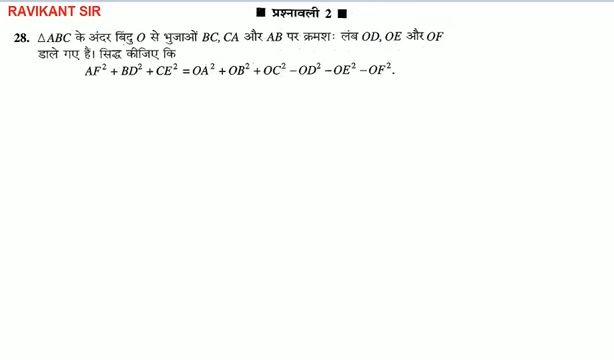 RAVIKANT SIR
■ प्रश्नावली 2 ■
28. △ABC के अंदर बिंदु O से भुजाओं BC, CA और AB पर क्रमशः लंब OD, OE और OF
डाले गए हैं। सिद्ध कीजिए कि
AF² + BD² + CE² = OA² + OB² + OC² – OD² – OE² – OF².